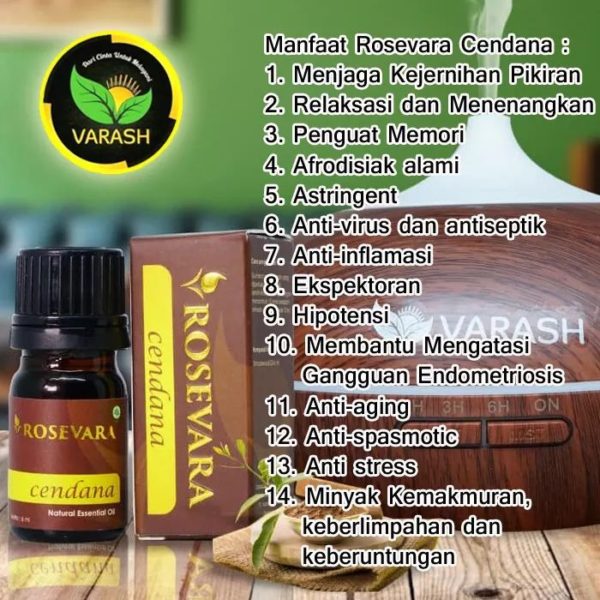 Dari Cinta Untuk Melayani
VARASH
Manfaat Rosevara Cendana :
1. Menjaga Kejernihan Pikiran
2. Relaksasi dan Menenangkan
3. Penguat Memori
4. Afrodisiak alami
5. Astringent
6. Anti-virus dan antiseptik
7. Anti-inflamasi
8. Ekspektoran
9. Hipotensi
10. Membantu Mengatasi
Gangguan Endometriosis
11. Anti-aging
12. Anti-spasmotic
13. Anti stress
14. Minyak Kemakmuran,
keberlimpahan dan
keberuntungan
VARASH
3H 6H ON
ROSEVARA
cendana
ROSEVARA
cendana
Natural Essential Oil